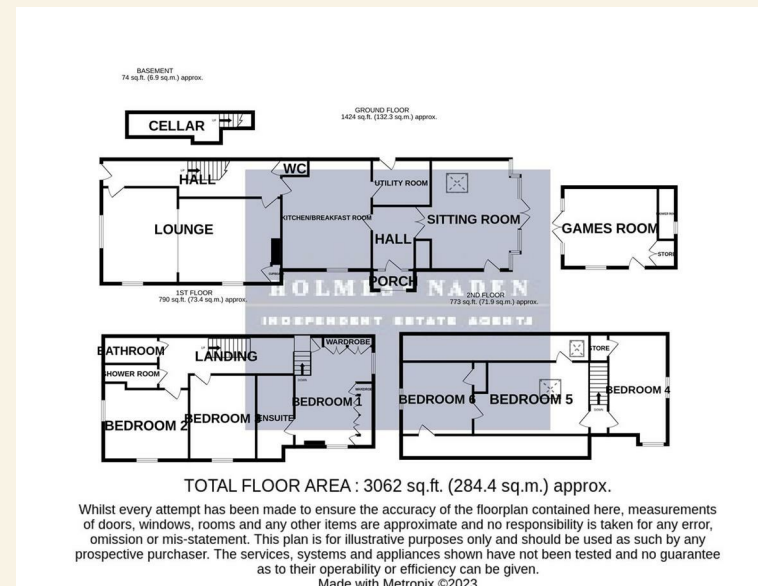 BASEMENT
74 sq.ft. (6.9 sq.m.) approx.
GROUND FLOOR
1424 sq.ft. (132.3 sq.m.) approx.
CELLAR
UP
WC
UP
HALL
UTILITY ROOM
KITCHEN/BREAKFAST ROOM
SITTING ROOM
LOUNGE
GAMES ROOM
HALL
STORE
PORCH
1ST FLOOR
790 sq.ft. (73.4 sq.m.) approx.
HOLMES NADEN
2ND FLOOR
773 sq.ft. (71.9 sq.m.) approx.
INDEPENDENT ESTATE AGENTS
WARDROBE
BATHROOM
UP
LANDING
STORE
SHOWER ROOM
DOWN
BEDROOM 1
BEDROOM 4
BEDROOM 6
BEDROOM 5
DOWN
BEDROOM 2
BEDROOM 3
ENSUITE
TOTAL FLOOR AREA : 3062 sq.ft. (284.4 sq.m.) approx.
Whilst every attempt has been made to ensure the accuracy of the floorplan contained here, measurements
of doors, windows, rooms and any other items are approximate and no responsibility is taken for any error,
omission or mis-statement. This plan is for illustrative purposes only and should be used as such by any
prospective purchaser. The services, systems and appliances shown have not been tested and no guarantee
as to their operability or efficiency can be given.
Made with Metropix ©2023